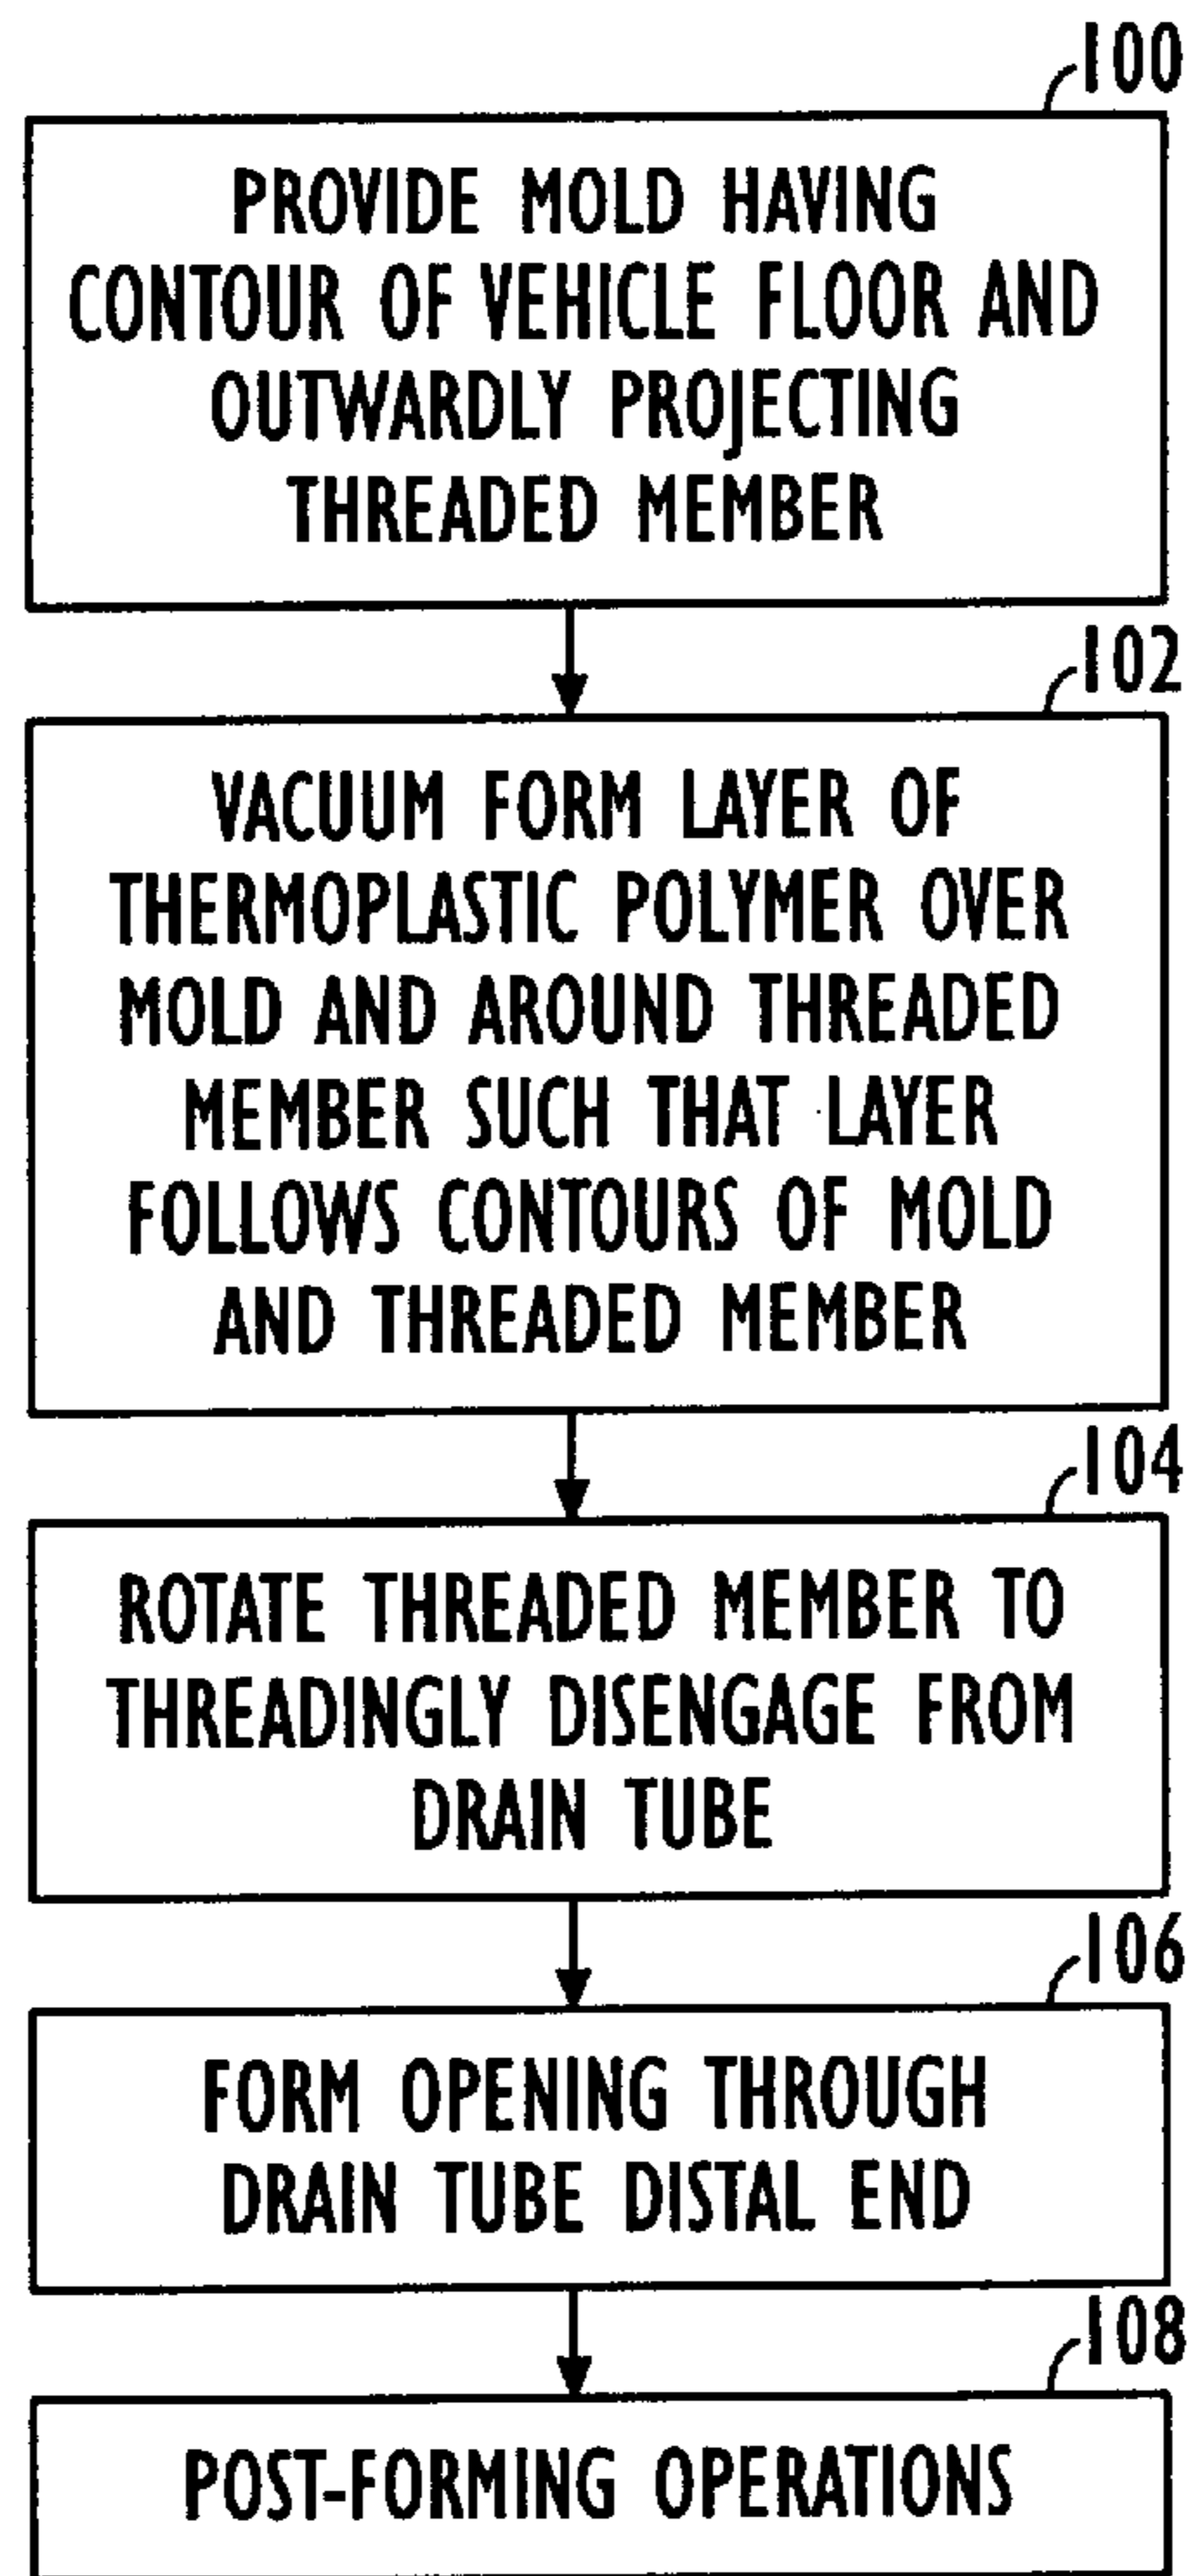 100
PROVIDE MOLD HAVING
CONTOUR OF VEHICLE FLOOR AND
OUTWARDLY PROJECTING
THREADED MEMBER
102
VACUUM FORM LAYER OF
THERMOPLASTIC POLYMER OVER
MOLD AND AROUND THREADED
MEMBER SUCH THAT LAYER
FOLLOWS CONTOURS OF MOLD
AND THREADED MEMBER
104
ROTATE THREADED MEMBER TO
THREADINGLY DISENGAGE FROM
DRAIN TUBE
106
FORM OPENING THROUGH
DRAIN TUBE DISTAL END
108
POST-FORMING OPERATIONS